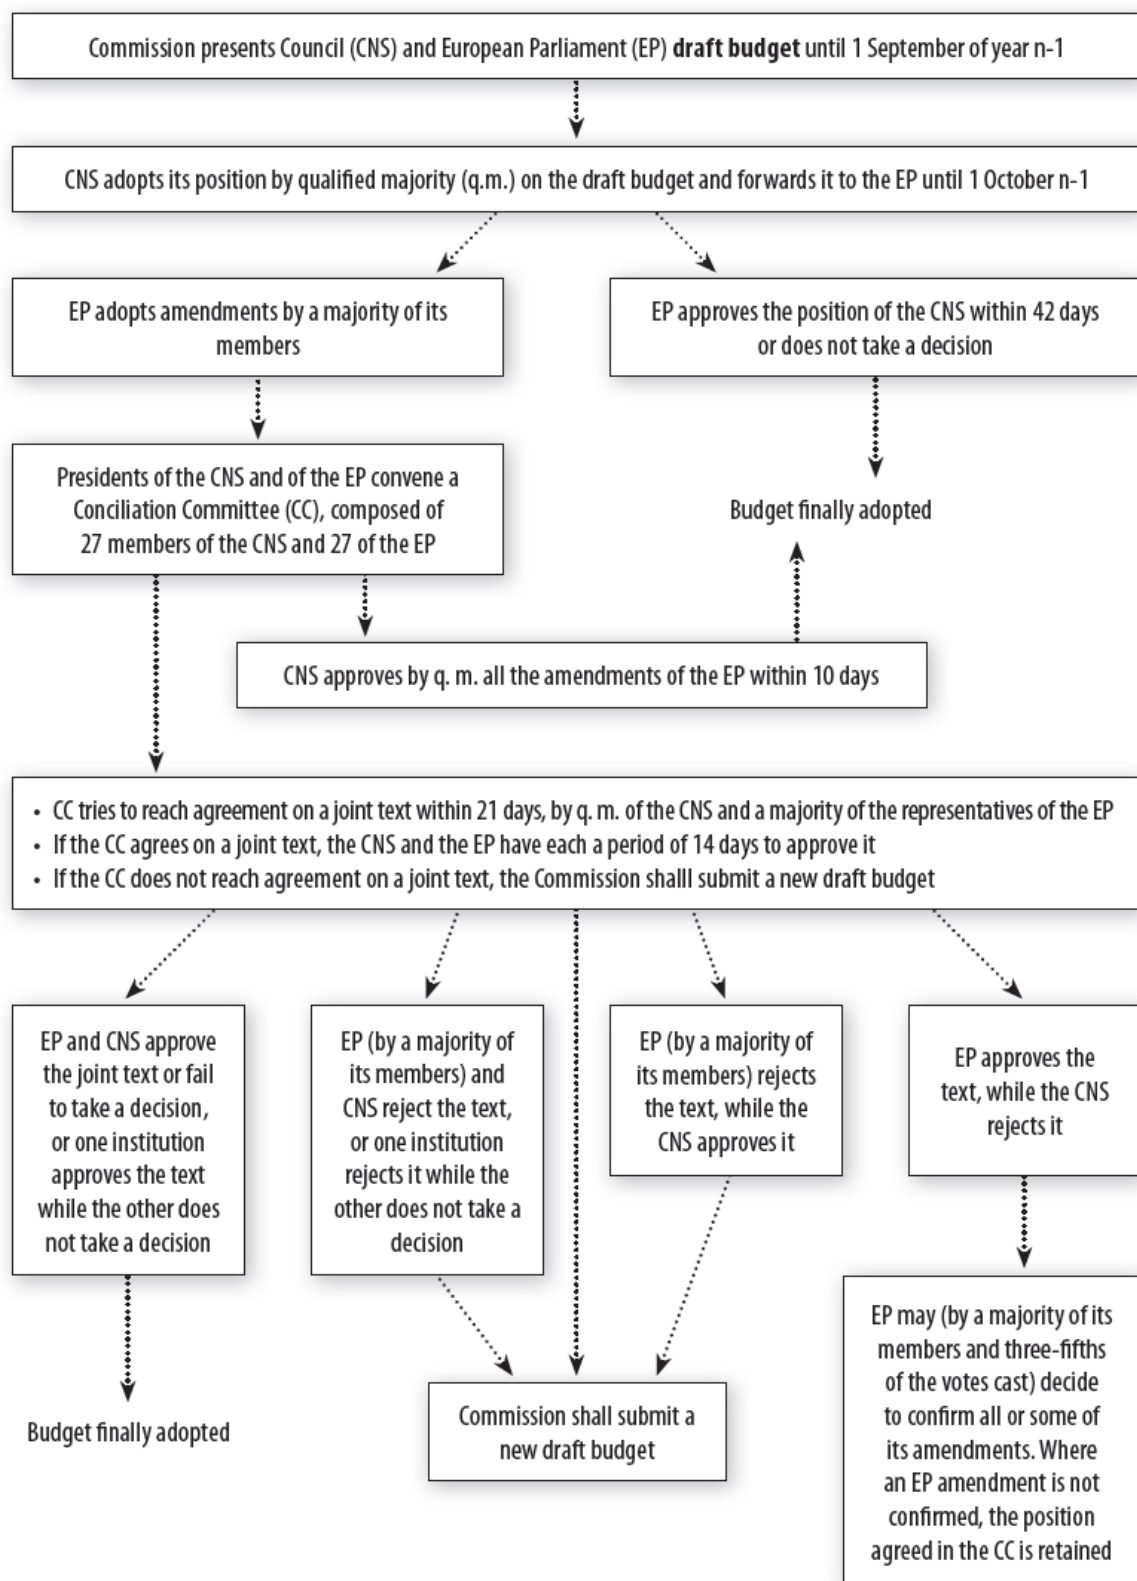 Commission presents Council (CNS) and European Parliament (EP) draft budget until 1 September of year n-1
CNS adopts its position by qualified majority (q.m.) on the draft budget and forwards it to the EP until 1 October n-1
EP adopts amendments by a majority of its
members
EP approves the position of the CNS within 42 days
or does not take a decision
Presidents of the CNS and of the EP convene a
Conciliation Committee (CC), composed of
27 members of the CNS and 27 of the EP
Budget finally adopted
CNS approves by q. m. all the amendments of the EP within 10 days
• CC tries to reach agreement on a joint text within 21 days, by q. m. of the CNS and a majority of the representatives of the EP
• If the CC agrees on a joint text, the CNS and the EP have each a period of 14 days to approve it
• If the CC does not reach agreement on a joint text, the Commission shalll submit a new draft budget
EP and CNS approve
the joint text or fail
to take a decision,
or one institution
approves the text
while the other does
not take a decision
EP (by a majority of
its members) and
CNS reject the text,
or one institution
rejects it while the
other does not take a
decision
EP (by a majority of
its members) rejects
the text, while the
CNS approves it
EP approves the
text, while the CNS
rejects it
Budget finally adopted
Commission shall submit a
new draft budget
EP may (by a majority of its
members and three-fifths
of the votes cast) decide
to confirm all or some of
its amendments. Where
an EP amendment is not
confirmed, the position
agreed in the CC is retained